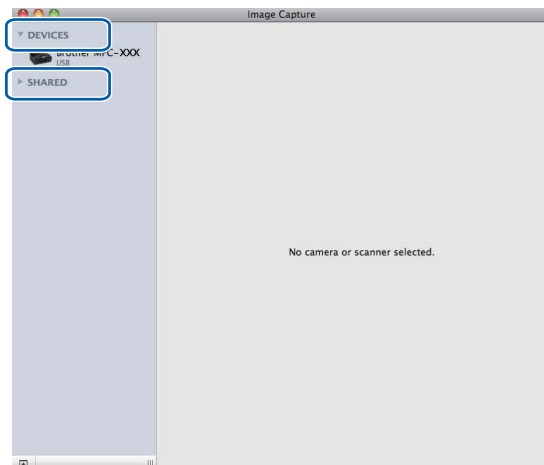 Image Capture
DEVICES
Brother MFC-XXX
USB
SHARED
No camera or scanner selected.